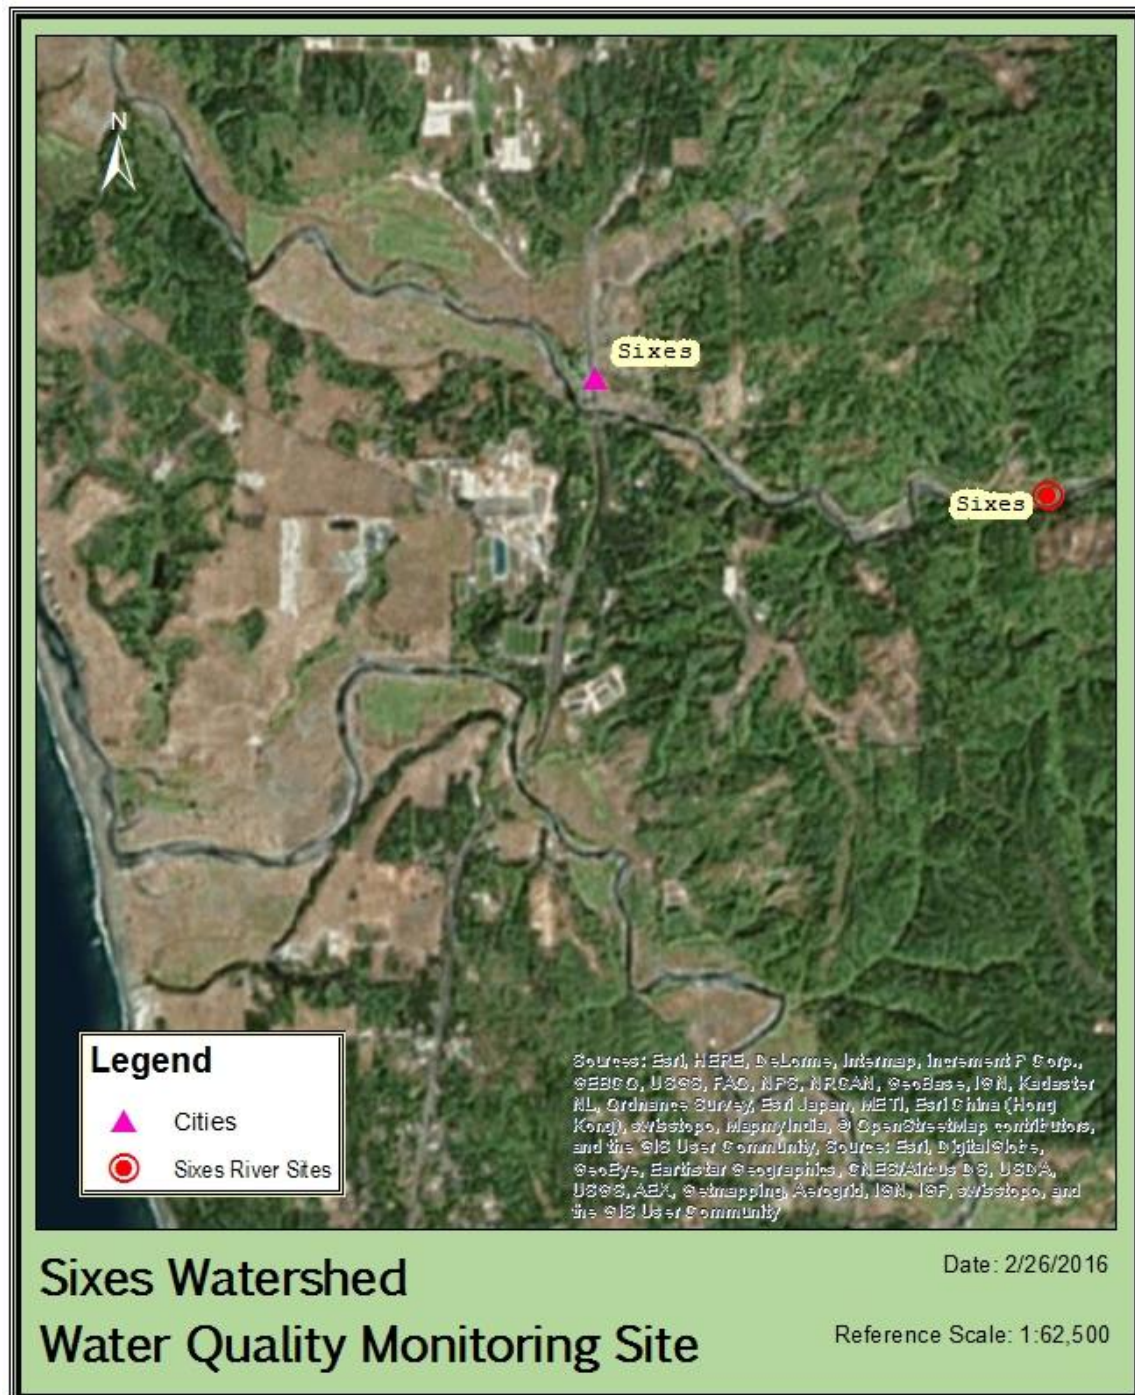 N
Sixes
Sixes
Legend
Cities
Sixes River Sites
Sources: Esri, HERE, DeLorme, Intermap, increment P Corp.,
GEBCO, USGS, FAO, NPS, NRCAN, GeoBase, IGN, Kadaster
NL, Ordnance Survey, Esri Japan, METI, Esri China (Hong
Kong), swisstopo, MapmyIndia, © OpenStreetMap contributors,
and the GIS User Community, Source: Esri, DigitalGlobe,
GeoEye, Earthstar Geographics, CNES/Airbus DS, USDA,
USGS, AEX, Getmapping, Aerogrid, IGN, IGP, swisstopo, and
the GIS User Community
Sixes Watershed
Water Quality Monitoring Site
Date: 2/26/2016
Reference Scale: 1:62,500